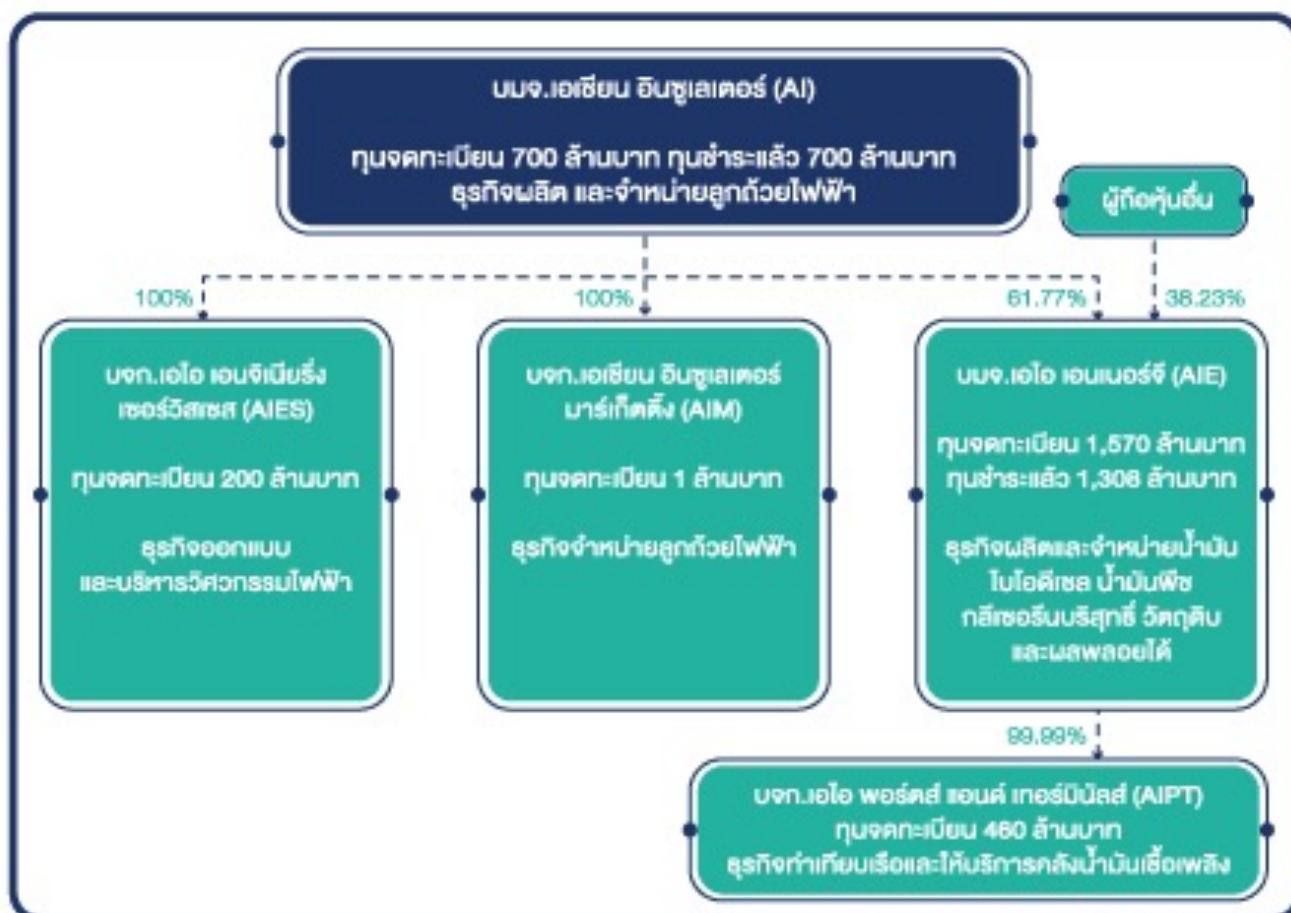 บมจ.เอเชียน อินซูเลเตอร์ (AI)
ทุนจดทะเบียน 700 ล้านบาท ทุนชำระแล้ว 700 ล้านบาท
ธุรกิจผลิต และจำหน่ายลูกถ้วยไฟฟ้า
ผู้ถือหุ้นอื่น
100%
100%
61.77%
38.23%
บจก.เอไอ เอนจิเนียริ่ง
เซอร์วิสเซส (AIES)
ทุนจดทะเบียน 200 ล้านบาท
ธุรกิจออกแบบ
และบริหารวิศวกรรมไฟฟ้า
บจก.เอเชียน อินซูเลเตอร์
มาร์เก็ตติ้ง (AIM)
ทุนจดทะเบียน 1 ล้านบาท
ธุรกิจจำหน่ายลูกถ้วยไฟฟ้า
บมจ.เอไอ เอนเนอร์จี (AIE)
ทุนจดทะเบียน 1,570 ล้านบาท
ทุนชำระแล้ว 1,308 ล้านบาท
ธุรกิจผลิตและจำหน่ายน้ำมัน
ไบโอดีเซล น้ำมันพืช
กลีเซอรีนบริสุทธิ์ วัตถุดิบ
และผลพลอยได้
99.99%
บจก.เอไอ พอร์ตส์ แอนด์ เทอร์มินัลส์ (AIPT)
ทุนจดทะเบียน 460 ล้านบาท
ธุรกิจท่าเทียบเรือและให้บริการคลังน้ำมันเชื้อเพลิง